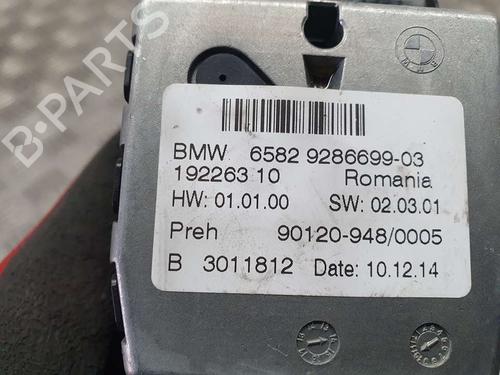 B-PARTS
BMW 6582 9286699-03
192263 10 Romania
HW: 01.01.00 SW: 02.03.01
Preh 90120-948/0005
B 3011812 Date: 10.12.14